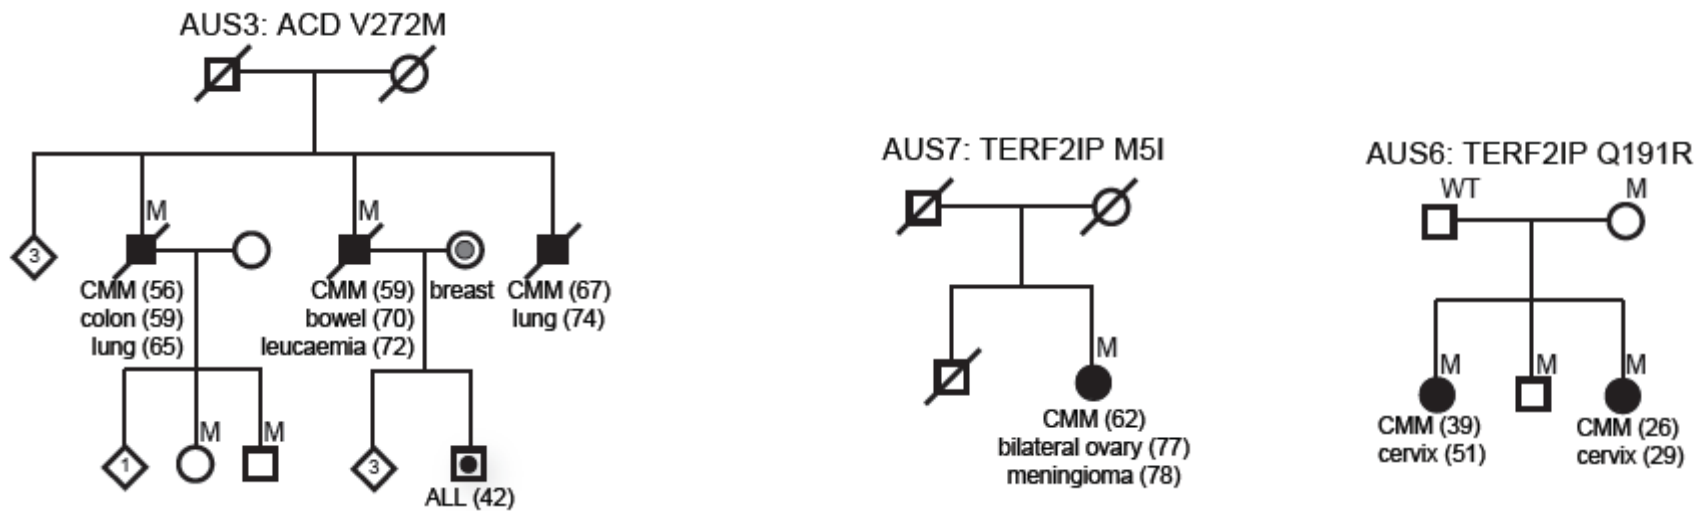 AUS3: ACD V272M
M
M
3
CMM (56)
colon (59)
lung (65)
CMM (59)
bowel (70)
leucaemia (72)
breast
CMM (67)
lung (74)
M
M
1
3
ALL (42)
AUS7: TERF2IP M5I
M
CMM (62)
bilateral ovary (77)
meningioma (78)
AUS6: TERF2IP Q191R
WT
M
M
M
M
CMM (39)
cervix (51)
CMM (26)
cervix (29)